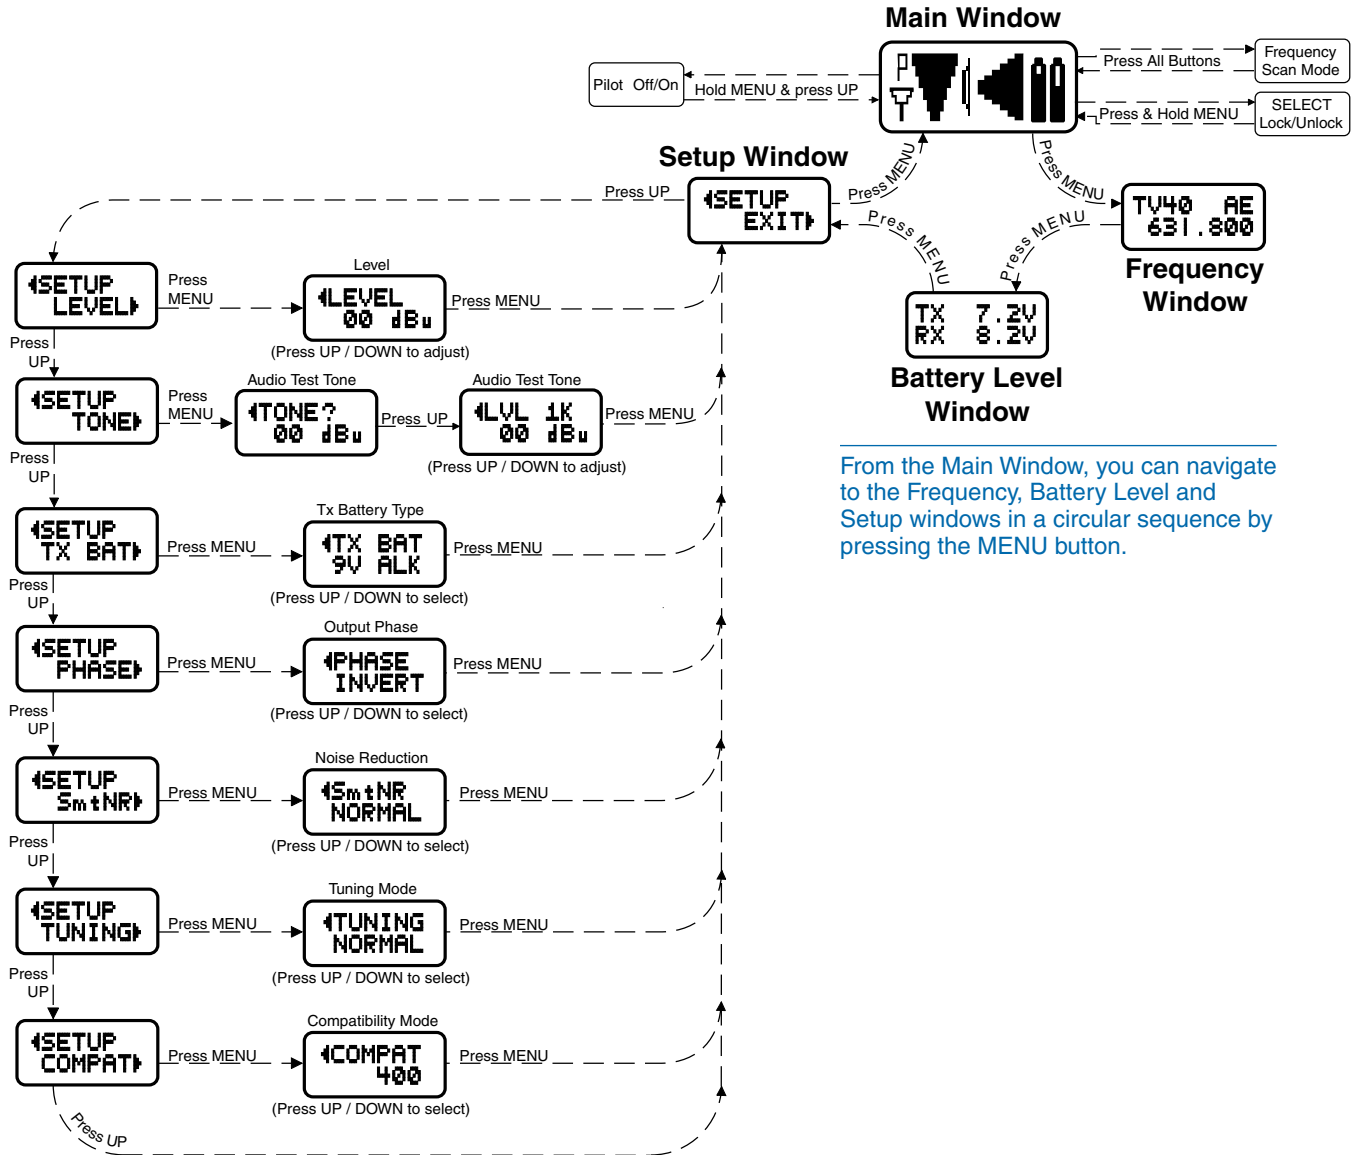 Main Window
Pilot Off/On
Hold MENU & press UP
Press All Buttons
Frequency
Scan Mode
Press & Hold MENU
SELECT
Lock/Unlock
P
Setup Window
Press UP
SETUP
EXIT
Press MENU
Press MENU
Press MENU
Press MENU
TV40 AE
631.800
Frequency
Window
TX 7.2V
RX 8.2V
Battery Level
Window
From the Main Window, you can navigate
to the Frequency, Battery Level and
Setup windows in a circular sequence by
pressing the MENU button.
SETUP
LEVEL
Press
MENU
Level
LEVEL
00 dBu
(Press UP / DOWN to adjust)
Press MENU
Press
UP
SETUP
TONE
Press
MENU
Audio Test Tone
TONE?
00 dBu
Press UP
Audio Test Tone
LVL 1K
00 dBu
(Press UP / DOWN to adjust)
Press MENU
Press
UP
SETUP
TX BAT
Press MENU
Tx Battery Type
TX BAT
9V ALK
(Press UP / DOWN to select)
Press MENU
Press
UP
SETUP
PHASE
Press MENU
Output Phase
PHASE
INVERT
(Press UP / DOWN to select)
Press MENU
Press
UP
SETUP
SmtNR
Press MENU
Noise Reduction
SmtNR
NORMAL
(Press UP / DOWN to select)
Press MENU
Press
UP
SETUP
TUNING
Press MENU
Tuning Mode
TUNING
NORMAL
(Press UP / DOWN to select)
Press MENU
Press
UP
SETUP
COMPAT
Press MENU
Compatibility Mode
COMPAT
400
(Press UP / DOWN to select)
Press MENU
Press UP